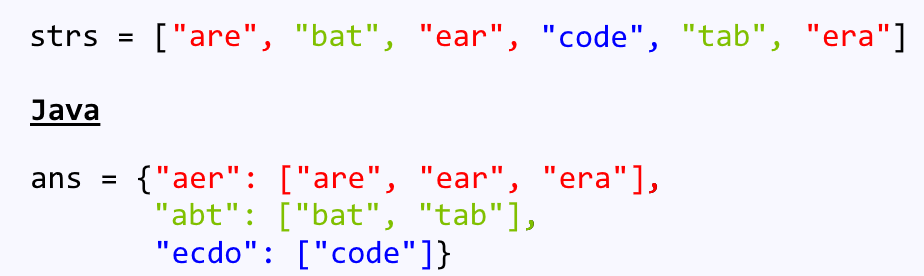 strs = ["are", "bat", "ear", "code", "tab", "era"]
Java
ans = {"aer": ["are", "ear", "era"],
"abt": ["bat", "tab"],
"ecdo": ["code"]}